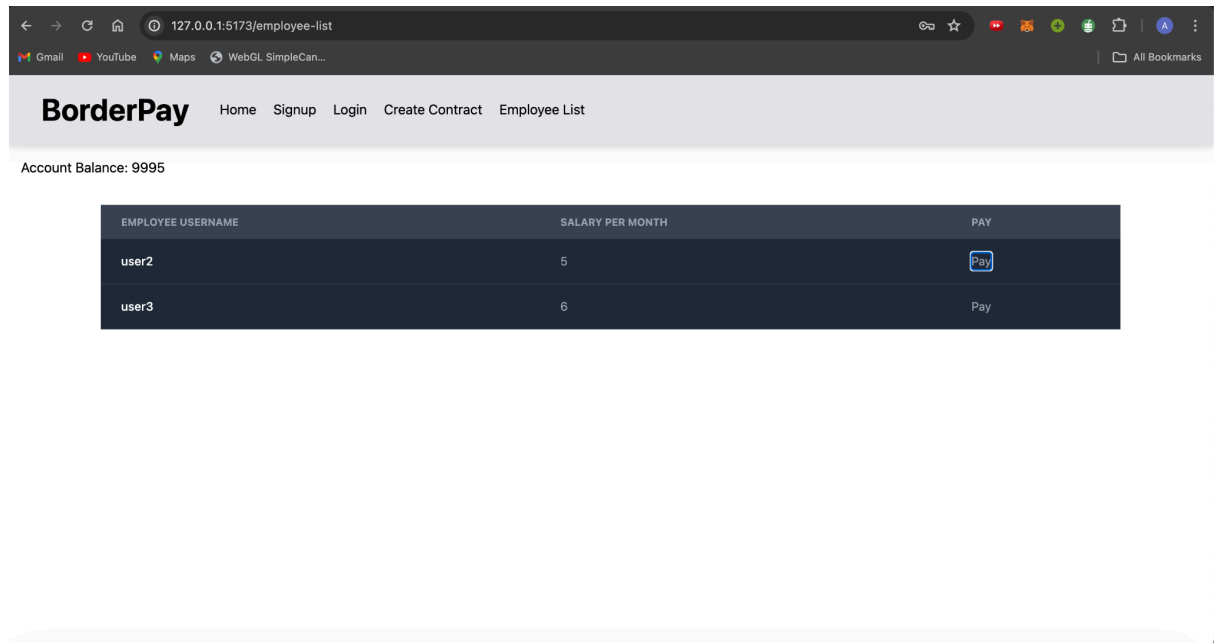 127.0.0.1:5173/employee-list
Gmail YouTube Maps WebGL SimpleCan... All Bookmarks
BorderPay Home Signup Login Create Contract Employee List
Account Balance: 9995
EMPLOYEE USERNAME SALARY PER MONTH PAY
user2 5 Pay
user3 6 Pay